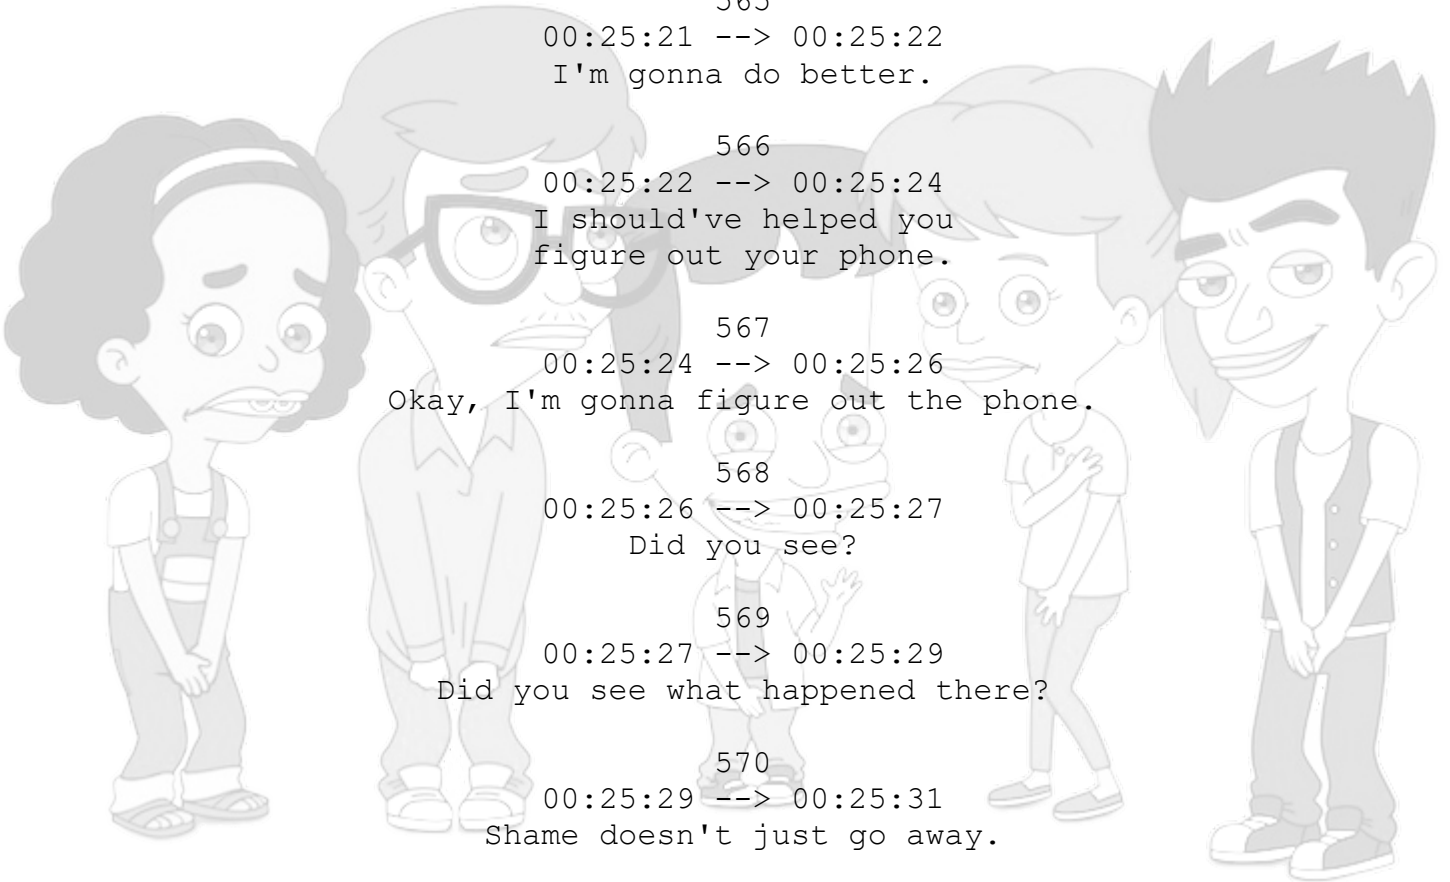 565
00:25:21 --> 00:25:22
I'm gonna do better.
566
00:25:22 --> 00:25:24
I should've helped you
figure out your phone.
567
00:25:24 --> 00:25:26
Okay, I'm gonna figure out the phone.
568
00:25:26 --> 00:25:27
Did you see?
569
00:25:27 --> 00:25:29
Did you see what happened there?
570
00:25:29 --> 00:25:31
Shame doesn't just go away.